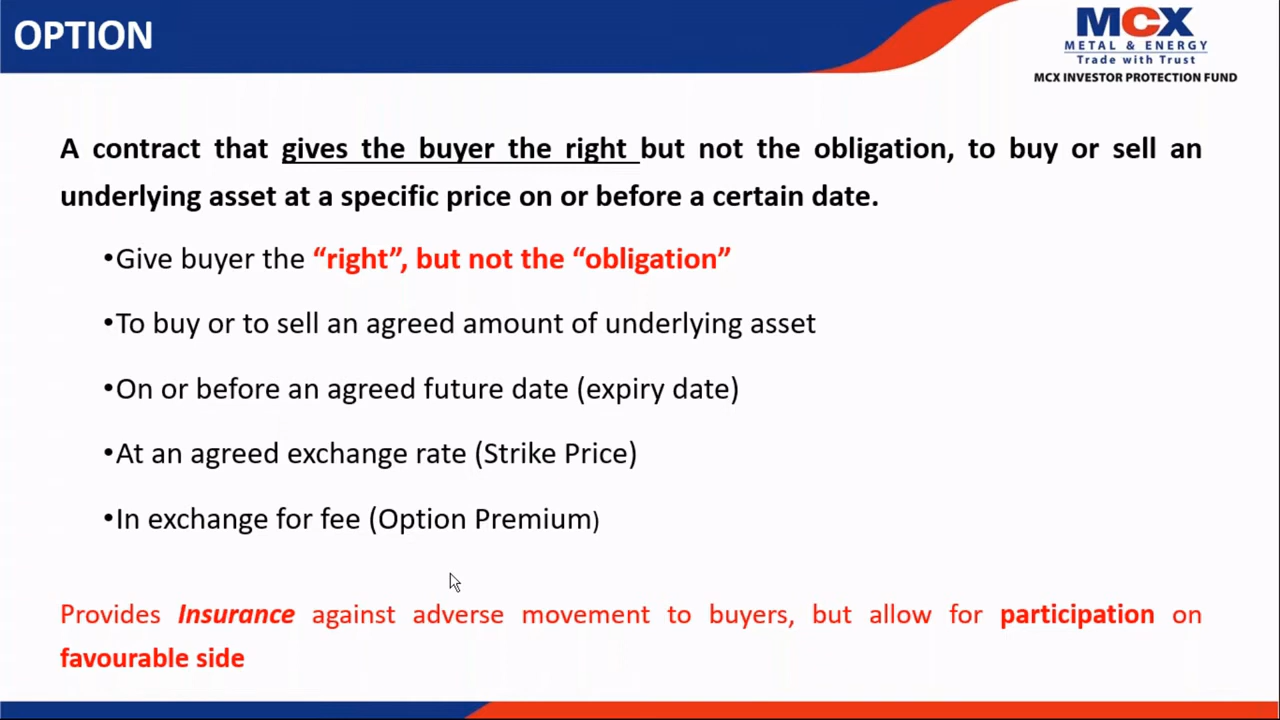 OPTION
MCX
METAL & ENERGY
Trade with Trust
MCX INVESTOR PROTECTION FUND
A contract that gives the buyer the right but not the obligation, to buy or sell an
underlying asset at a specific price on or before a certain date.
•Give buyer the “right”, but not the “obligation”
•To buy or to sell an agreed amount of underlying asset
•On or before an agreed future date (expiry date)
•At an agreed exchange rate (Strike Price)
•In exchange for fee (Option Premium)
Provides Insurance against adverse movement to buyers, but allow for participation on
favourable side